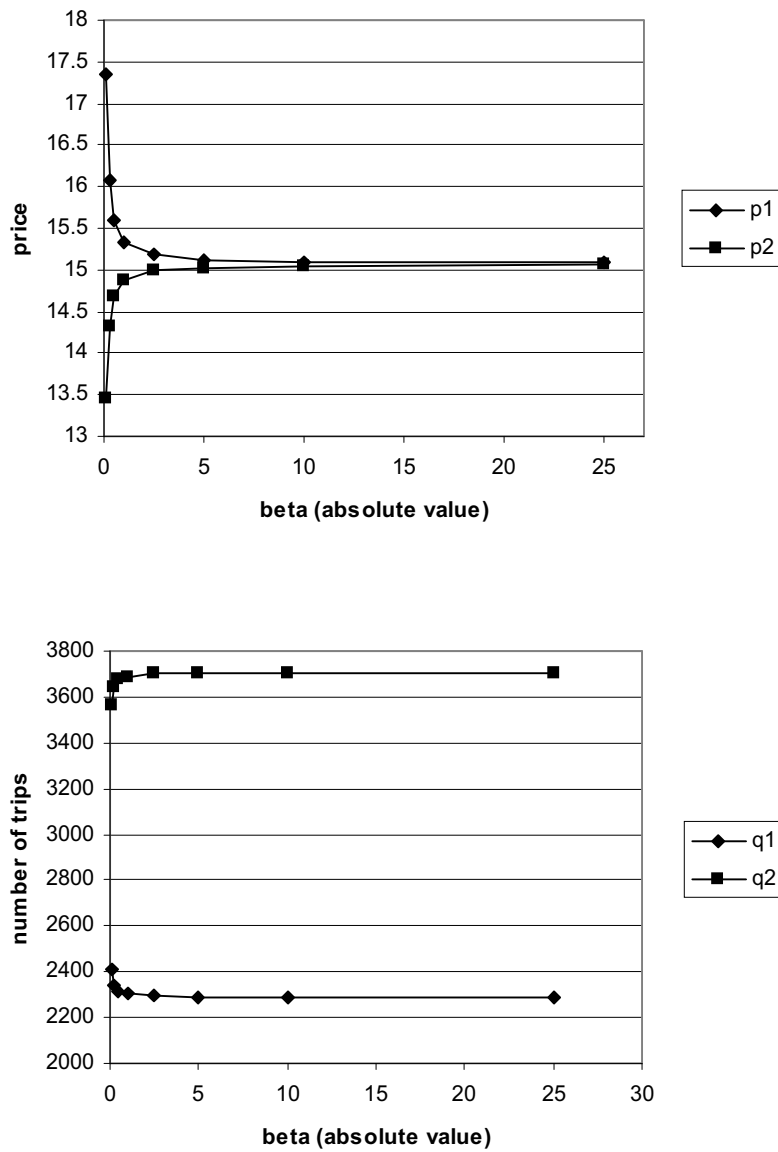 18
17.5
17
16.5
16
15.5
15
14.5
14
13.5
13
price
0 5 10 15 20 25
beta (absolute value)
p1
p2
3800
3600
3400
3200
3000
2800
2600
2400
2200
2000
number of trips
0 5 10 15 20 25 30
beta (absolute value)
q1
q2